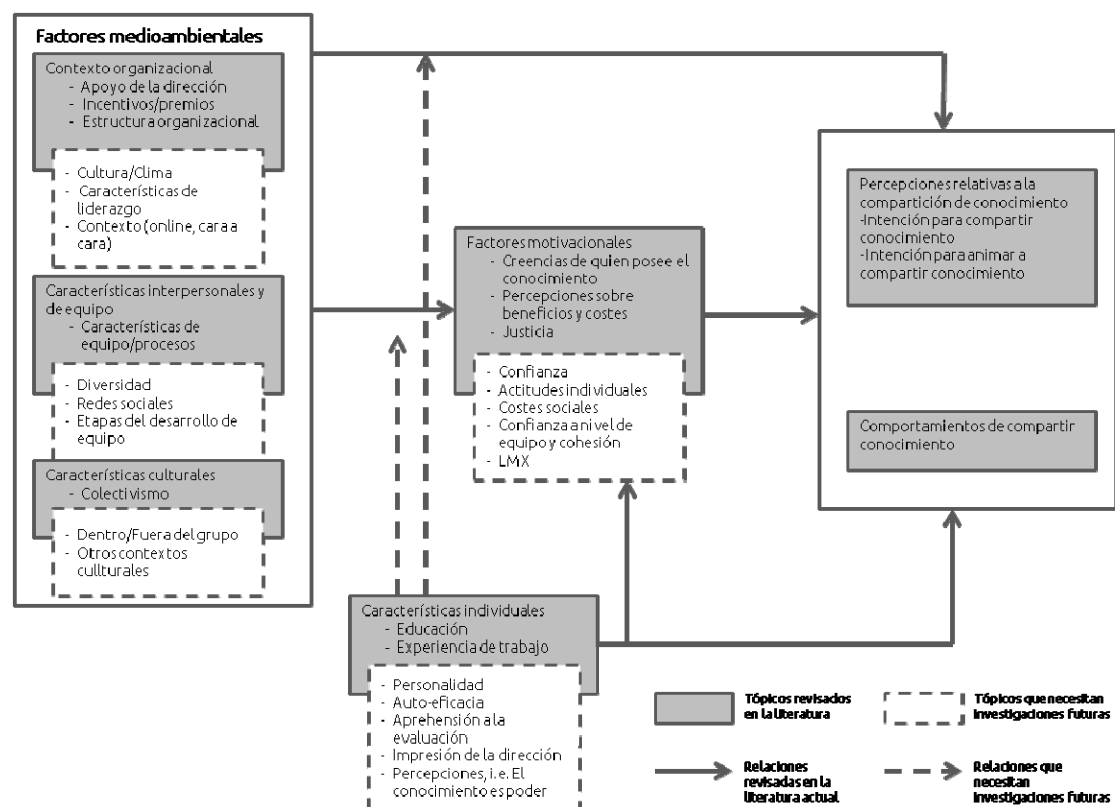 Factores medioambientales
Contexto organizacional
- Apoyo de la dirección
- Incentivos/premios
- Estructura organizacional
- Cultura/Clima
- Características de
liderazgo
- Contexto (online, cara a
cara)
Características interpersonales y
de equipo
- Características de
equipo/procesos
- Diversidad
- Redes sociales
- Etapas del desarrollo de
equipo
Características culturales
- Colectivismo
- Dentro/Fuera del grupo
- Otros contextos
cullturales
Factores motivacionales
- Creencias de quien posee el
conocimiento
- Percepciones sobre
beneficios y costes
- Justicia
- Confianza
- Actitudes individuales
- Costes sociales
- Confianza a nivel de
equipo y cohesión
- LMX
Percepciones relativas a la
compartición de conocimiento
-Intención para compartir
conocimiento
-Intención para animar a
compartir conocimiento
Comportamientos de compartir
conocimiento
Características individuales
- Educación
- Experiencia de trabajo
- Personalidad
- Auto-eficacia
- Aprehensión a la
evaluación
- Impresión de la dirección
- Percepciones, i.e. El
conocimiento es poder
Tópicos revisados
en la literatura
Tópicos que necesitan
investigaciones futuras
Relaciones
revisadas en la
literatura actual
Relaciones que
necesitan
investigaciones futuras